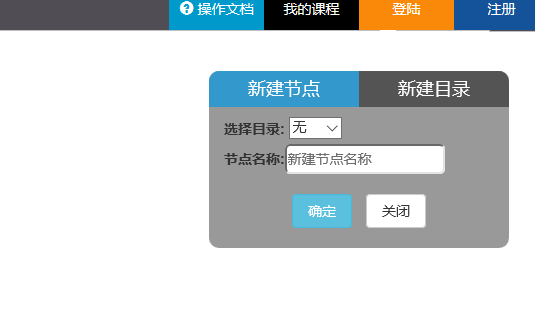 操作文档 我的课程 登陆 注册
新建节点 新建目录
选择目录: 无
节点名称: 新建节点名称
确定 关闭